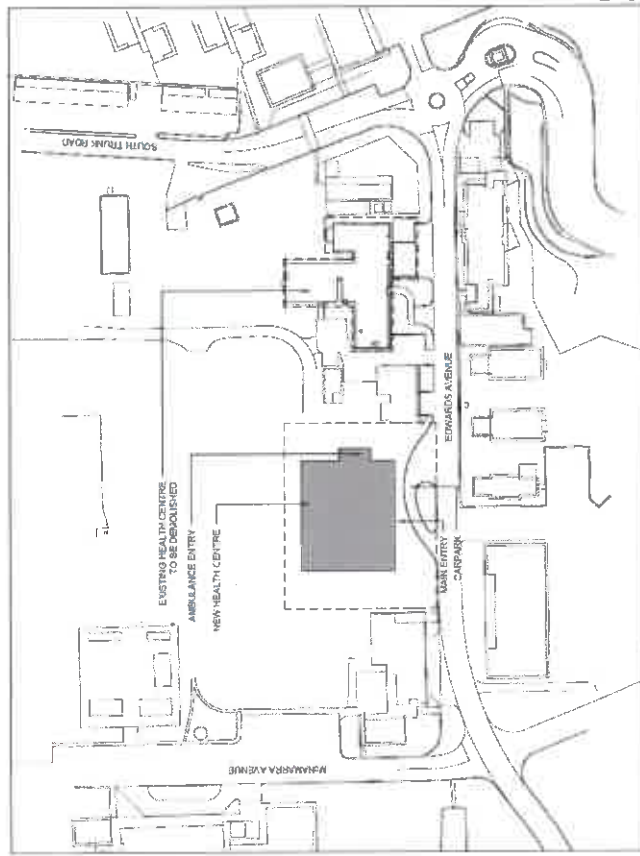 SOUTH TRUNK ROAD
EXISTING HEALTH CENTRE
TO BE DEMOLISHED
AMBULANCE ENTRY
NEW HEALTH CENTRE
EDWARDS AVENUE
MAIN ENTRY
CARPARK
McNAMARRA AVENUE